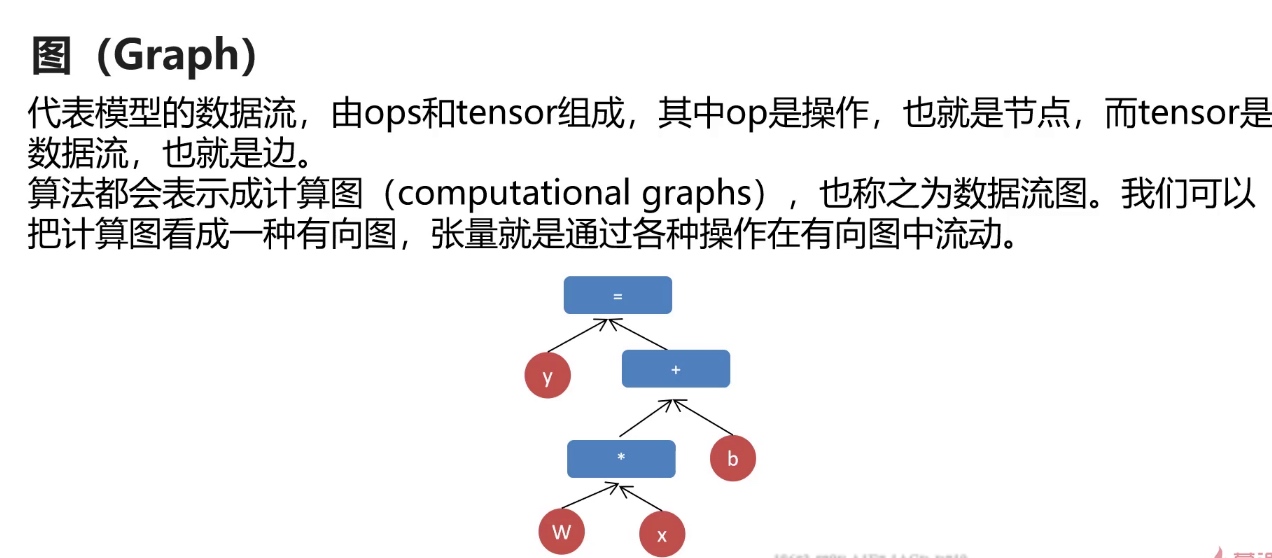 图（Graph）
代表模型的数据流，由ops和tensor组成，其中op是操作，也就是节点，而tensor是
数据流，也就是边。
算法都会表示成计算图（computational graphs），也称之为数据流图。我们可以
把计算图看成一种有向图，张量就是通过各种操作在有向图中流动。
=
y
+
*
b
W
x